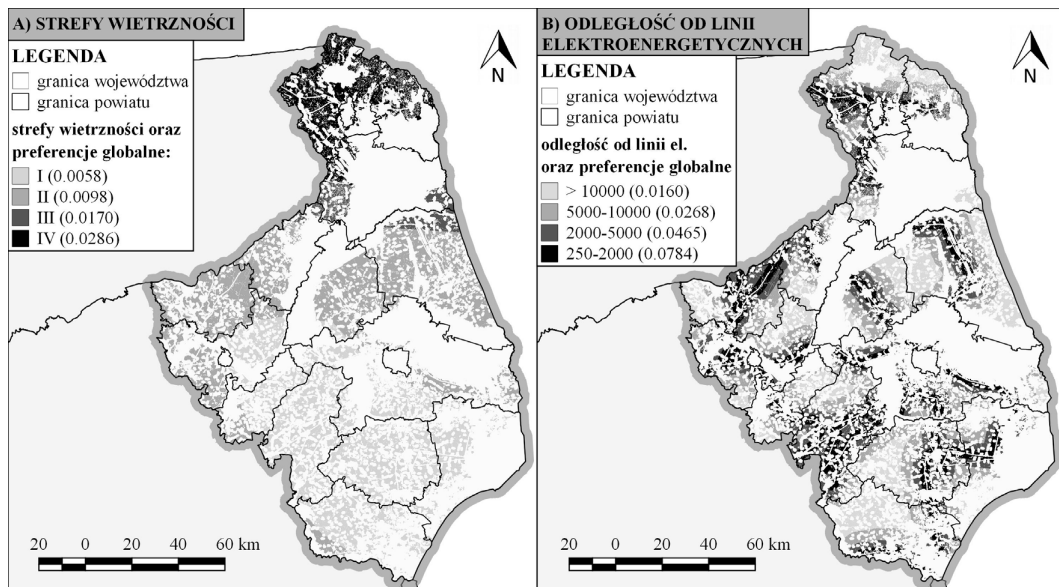 A) STREFY WIETRZNOŚCI
LEGENDA
granica województwa
granica powiatu
strefy wietrzności oraz
preferencje globalne:
I (0.0058)
II (0.0098)
III (0.0170)
IV (0.0286)
N
20 0 20 40 60 km
B) ODLEGŁOŚĆ OD LINII
ELEKTROENERGETYCZNYCH
LEGENDA
granica województwa
granica powiatu
odległość od linii el.
oraz preferencje globalne
> 10000 (0.0160)
5000-10000 (0.0268)
2000-5000 (0.0465)
250-2000 (0.0784)
N
20 0 20 40 60 km